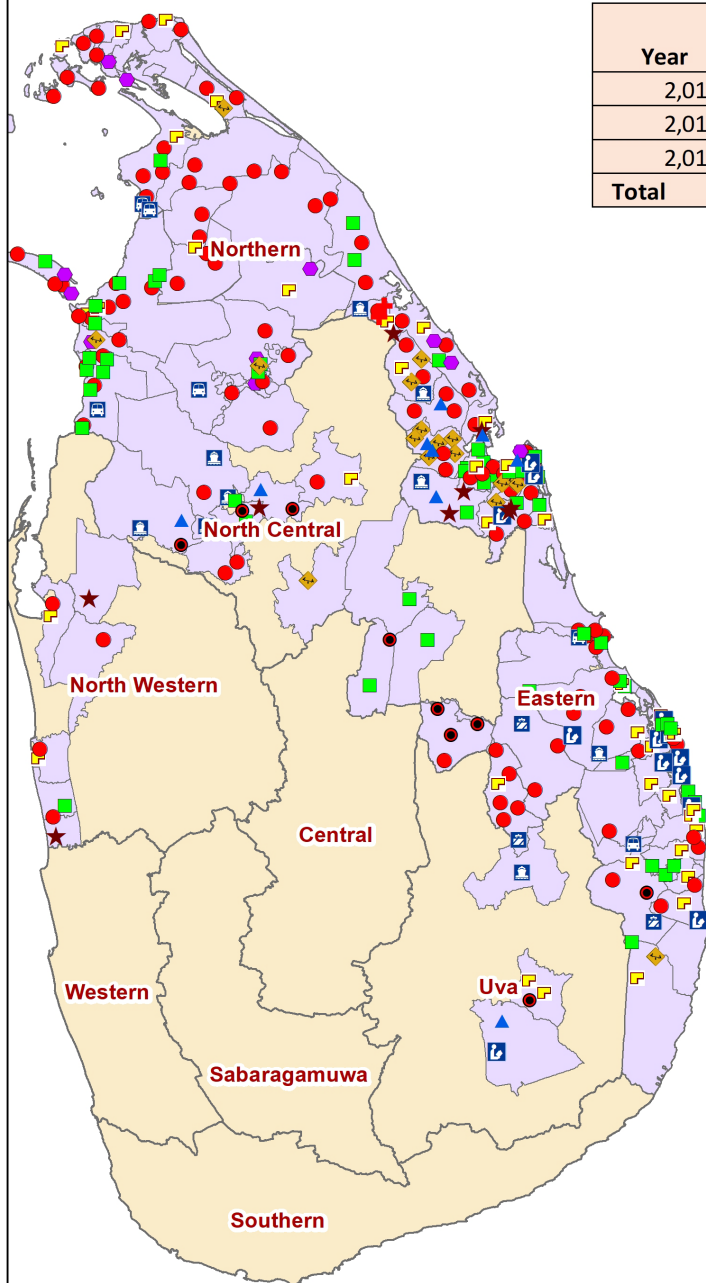 Year
2,01
2,01
2,01
Total
Northern
North Central
North Western
Eastern
Central
Western
Uva
Sabaragamuwa
Southern